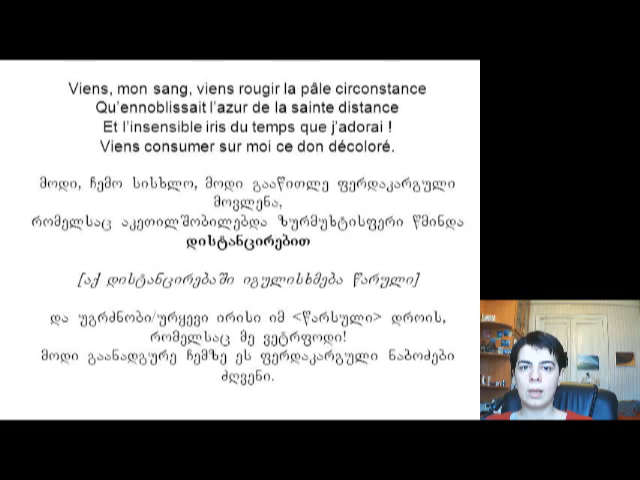 Viens, mon sang, viens rougir la pâle circonstance
Qu'ennoblissait l'azur de la sainte distance
Et l'insensible iris du temps que j'adorai !
Viens consumer sur moi ce don décoloré.
მოდი, ჩემო სისხლო, მოდი გააწითლე ფერდაკარგული
მოვლენა,
რომელსაც აკეთილშობილებდა ზურმუხტისფერი წმინდა
დისტანცირებით
[აქ დისტანცირებაში იგულისხმება წარული]
და უგრძნობი/ურყევი ირისი იმ <წარსული> დროის,
რომელსაც მე ვეტრფოდი!
მოდი გაანადგურე ჩემზე ეს ფერდაკარგული ნაბოძები
ძღვენი.